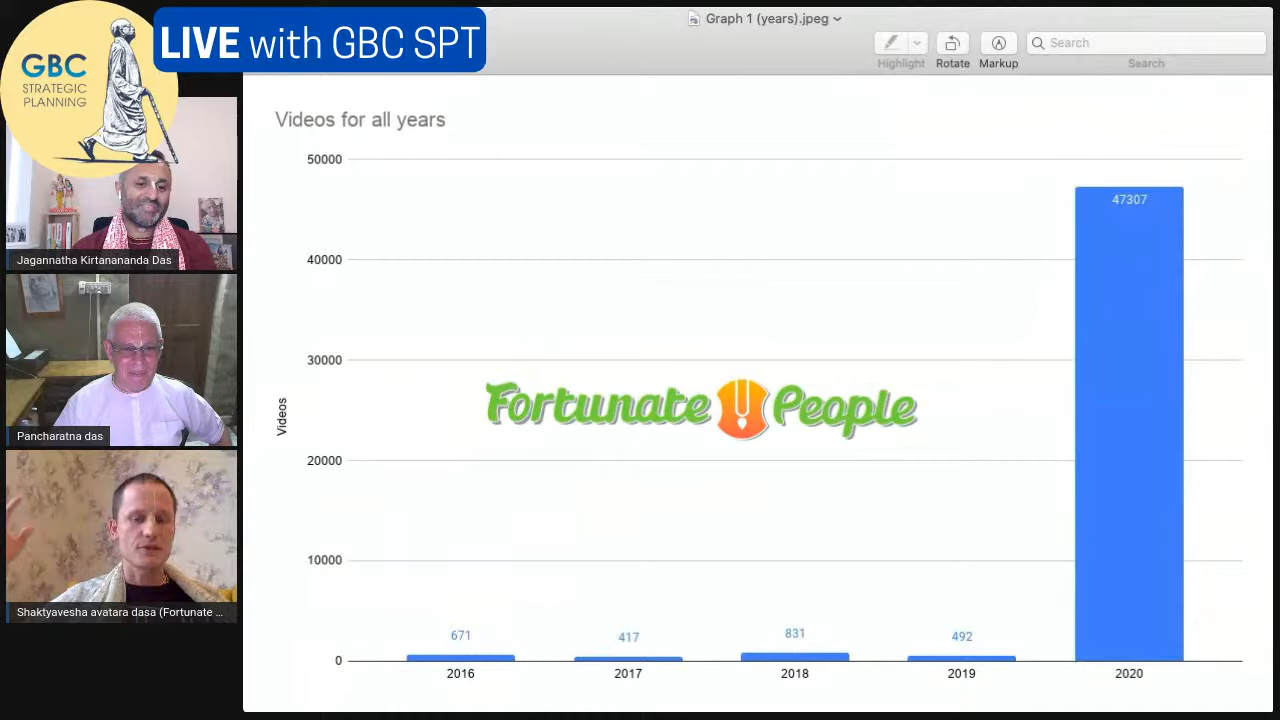 GBC
STRATEGIC
PLANNING
LIVE with GBC SPT
Graph 1 (years).jpeg
Highlight
Rotate
Markup
Search
Search
Jagannatha Kirtanananda Das
Pancharatna das
Shaktyavesha avatara dasa (Fortunate ...
Videos for all years
50000
40000
30000
20000
10000
0
Videos
Fortunate People
671
417
831
492
47307
2016
2017
2018
2019
2020